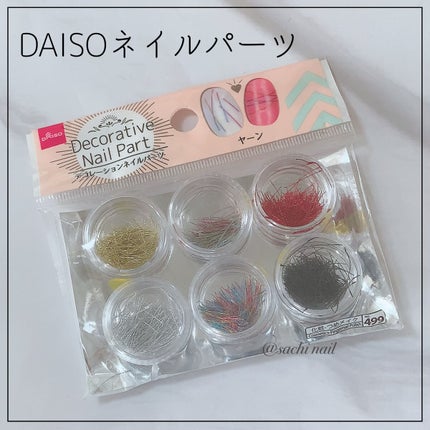 DAISOネイルパーツ
DAISO
Decorative
Nail Part
デコレーションネイルパーツ
ヤーン
499
@sachi nail